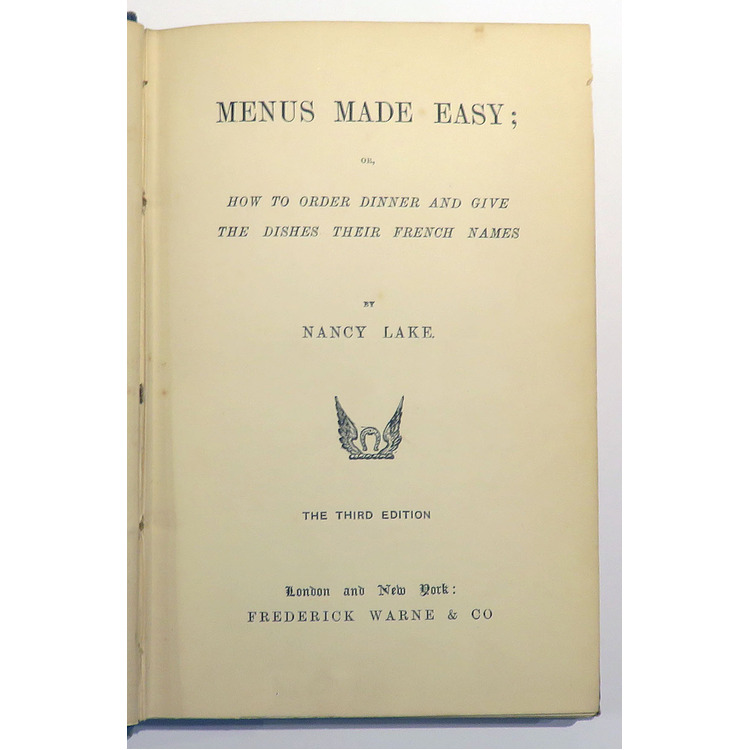 MENUS MADE EASY;
OR,
HOW TO ORDER DINNER AND GIVE
THE DISHES THEIR FRENCH NAMES
BY
NANCY LAKE.
THE THIRD EDITION
London and New York:
FREDERICK WARNE & CO